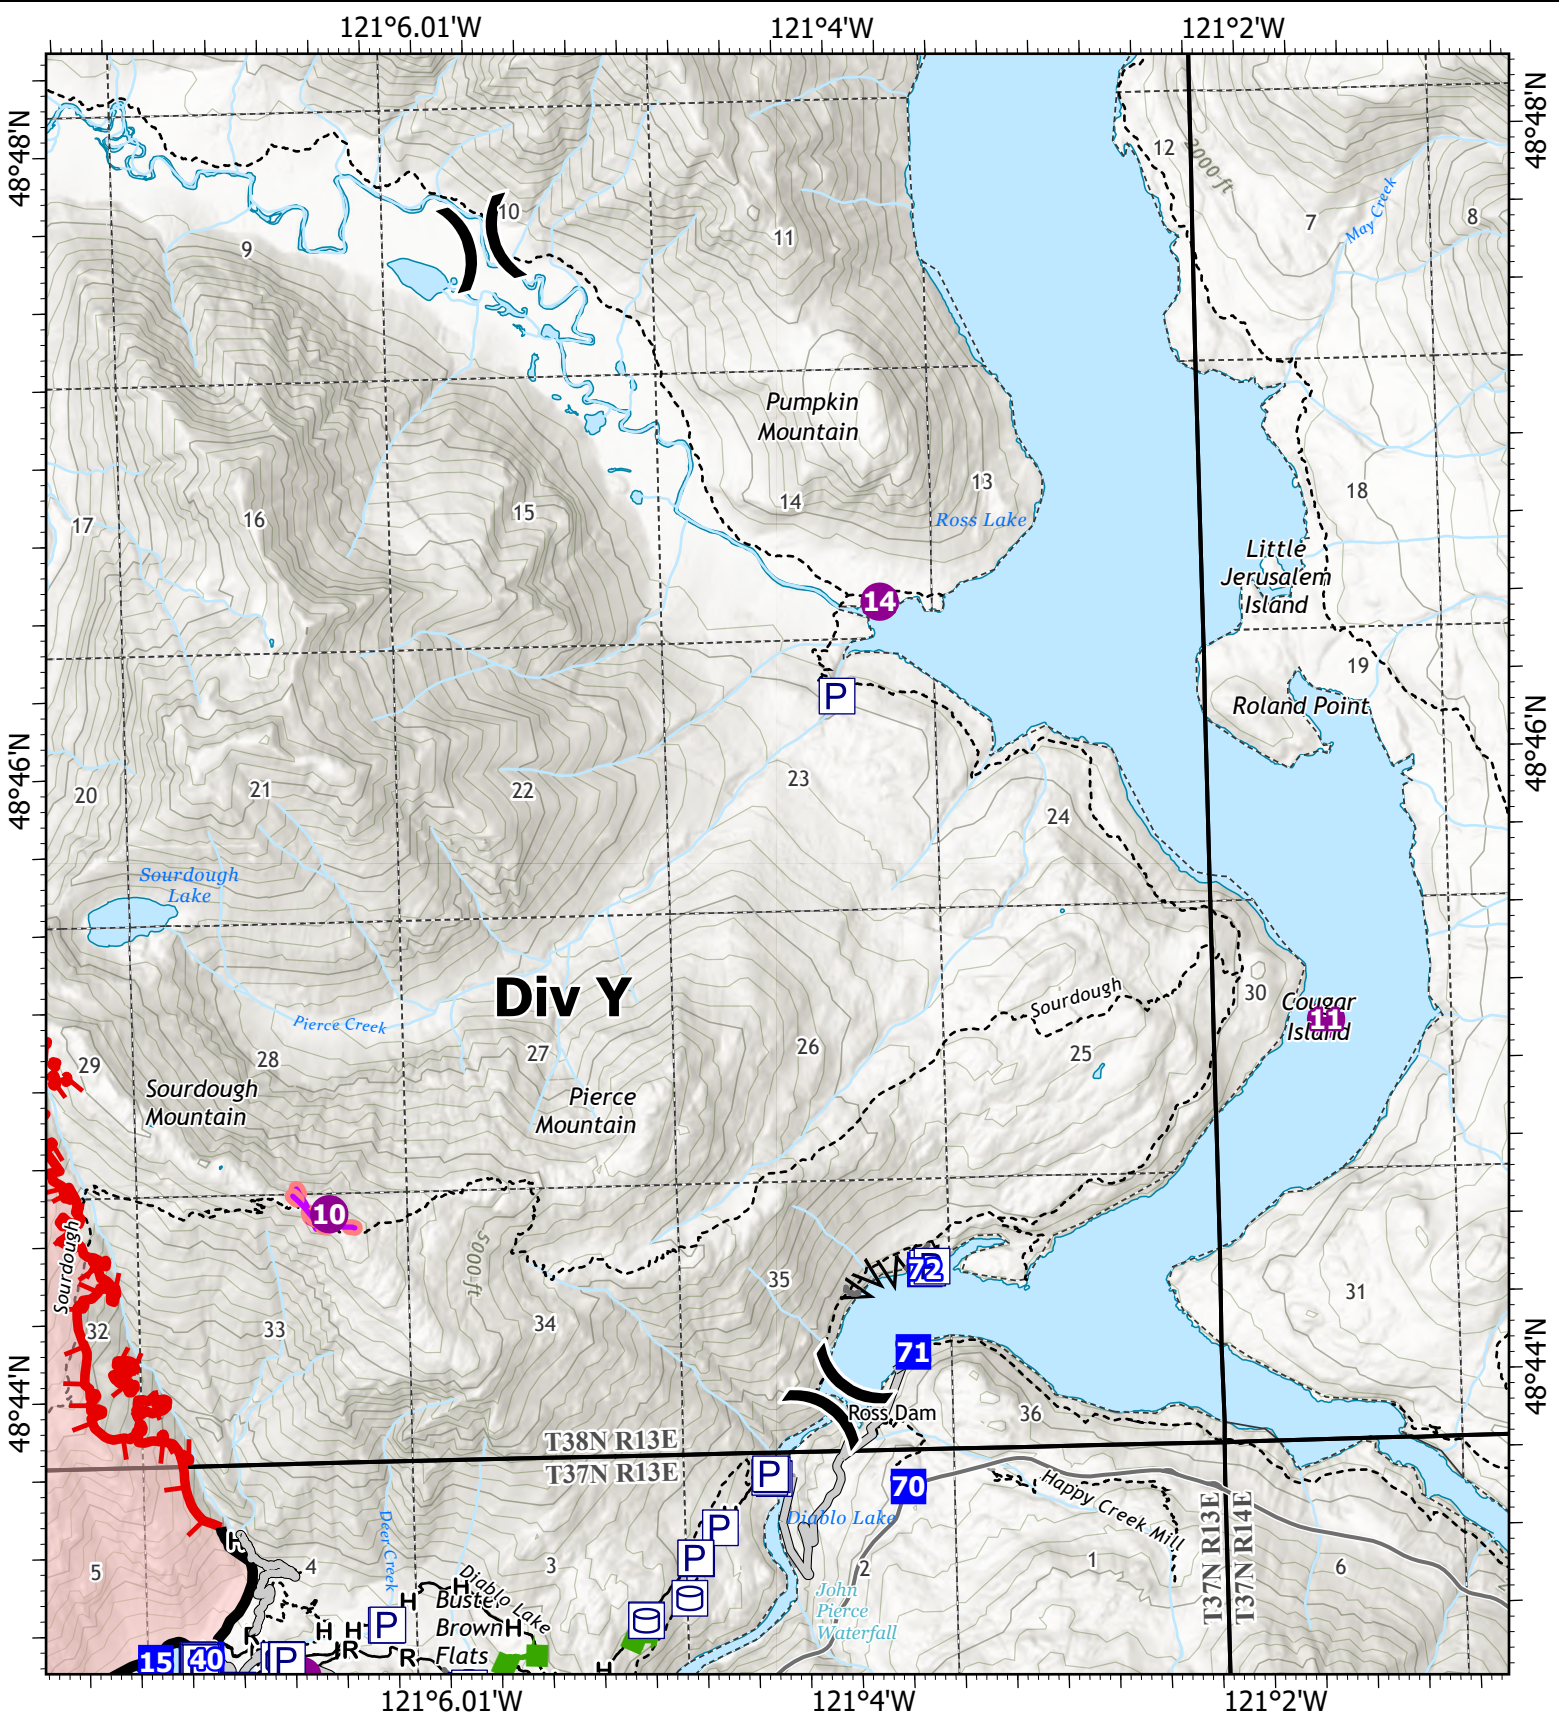 121°6.01'W
121°4'W
121°2'W
48°48'N
48°48'N
12
2000 ft
10
9
11
7
May Creek
8
Pumpkin
Mountain
13
14
Ross Lake
15
16
17
18
Little
Jerusalem
Island
14
19
P
Roland Point
48°46'N
48°46'N
20
21
22
23
24
Sourdough
Lake
Div Y
Sourdough
30
Cougar
Island
11
Pierce Creek
29
28
27
26
25
Sourdough
Mountain
Pierce
Mountain
10
Sourdough
5000 ft
72
P
35
31
32
33
34
71
48°44'N
48°44'N
Ross Dam
36
T38N R13E
T37N R13E
P
70
Happy Creek Mill
Diablo Lake
T37N R13E
T37N R14E
P
H
Deer Creek
P
5
4
3
2
1
6
Diablo Lake
H
H
Buster
Brown
Flats
John
Pierce
Waterfall
P
H
H
H
R
R
R
H
15
40
P
121°6.01'W
121°4'W
121°2'W